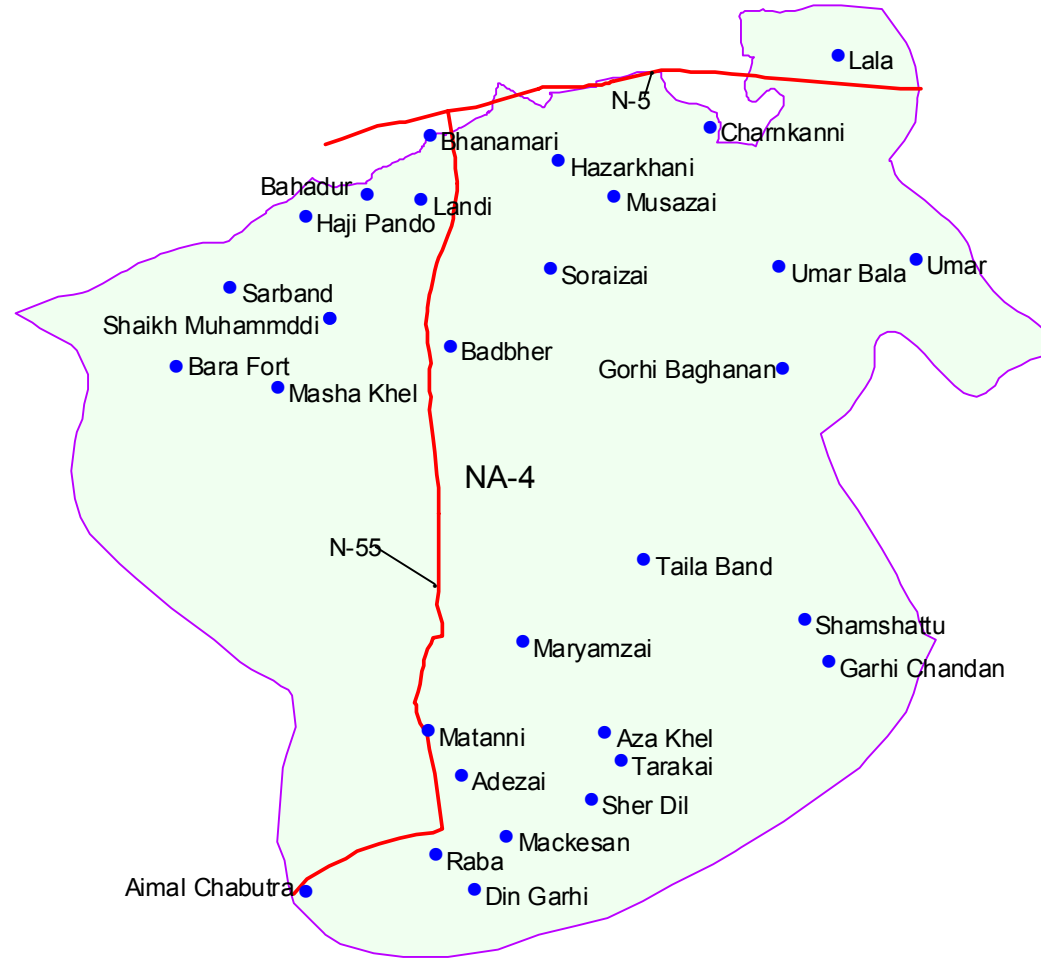 Lala
N-5
Charnkanni
Bhanamari
Hazarkhani
Bahadur
Landi
Musazai
Haji Pando
Soraizai
Umar Bala
Umar
Sarband
Shaikh Muhammddi
Badbher
Bara Fort
Gorhi Baghanan
Masha Khel
NA-4
N-55
Taila Band
Shamshattu
Maryamzai
Garhi Chandan
Matanni
Aza Khel
Tarakai
Adezai
Sher Dil
Mackesan
Raba
Aimal Chabutra
Din Garhi